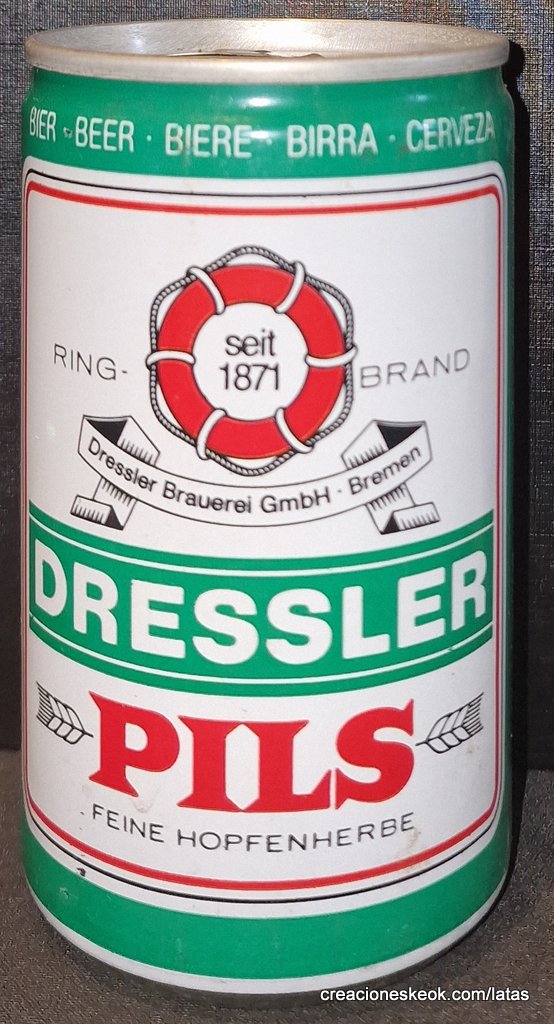 BIER · BEER · BIERE · BIRRA · CERVEZA
seit
1871
RING- BRAND
Dressler Brauerei GmbH · Bremen
DRESSLER
PILS
FEINE HOPFENHERBE
creacioneskeok.com/latas